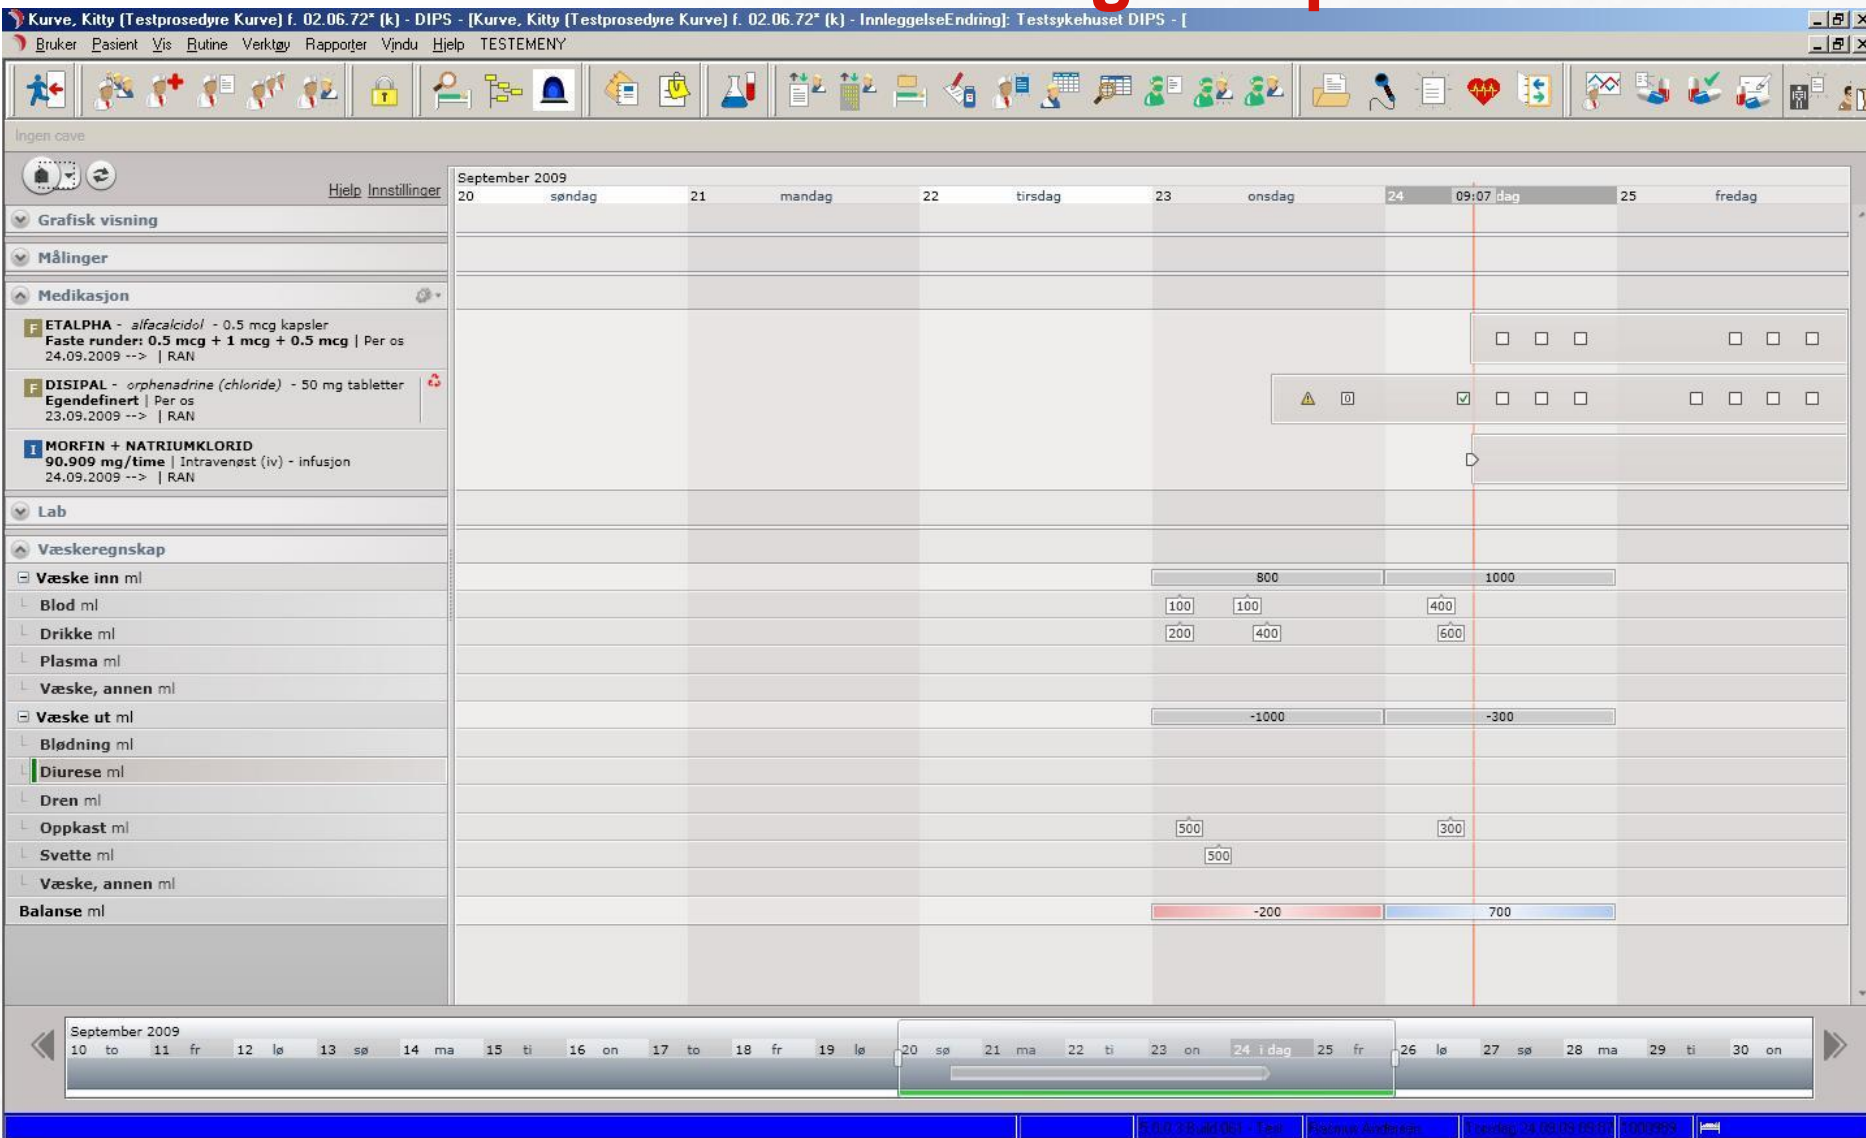 Kurve, Kitty (Testprosedyre Kurve) f. 02.06.72* (k) - DIPS - [Kurve, Kitty (Testprosedyre Kurve) f. 02.06.72* (k) - InnleggelseEndring]: Testsykehuset DIPS - [
Bruker Pasient Vis Rutine Verktøy Rapporter Vindu Hjelp TESTEMENY
Ingen cave
Hjelp Innstillinger
September 2009
20 søndag 21 mandag 22 tirsdag 23 onsdag 24 09:07 dag 25 fredag
Grafisk visning
Målinger
Medikasjon
F ETALPHA - alfacalcidol - 0.5 mcg kapsler
Faste runder: 0.5 mcg + 1 mcg + 0.5 mcg | Per os
24.09.2009 --> | RAN
F DISIPAL - orphenadrine (chloride) - 50 mg tabletter
Egendefinert | Per os
23.09.2009 --> | RAN
0
I MORFIN + NATRIUMKLORID
90.909 mg/time | Intravenøst (iv) - infusjon
24.09.2009 --> | RAN
Lab
Væskeregnskap
Væske inn ml 800 1000
Blod ml 100 100 400
Drikke ml 200 400 600
Plasma ml
Væske, annen ml
Væske ut ml -1000 -300
Blødning ml
Diurese ml
Dren ml
Oppkast ml 500 300
Svette ml 500
Væske, annen ml
Balanse ml -200 700
September 2009
10 to 11 fr 12 lø 13 sø 14 ma 15 ti 16 on 17 to 18 fr 19 lø 20 sø 21 ma 22 ti 23 on 24 i dag 25 fr 26 lø 27 sø 28 ma 29 ti 30 on